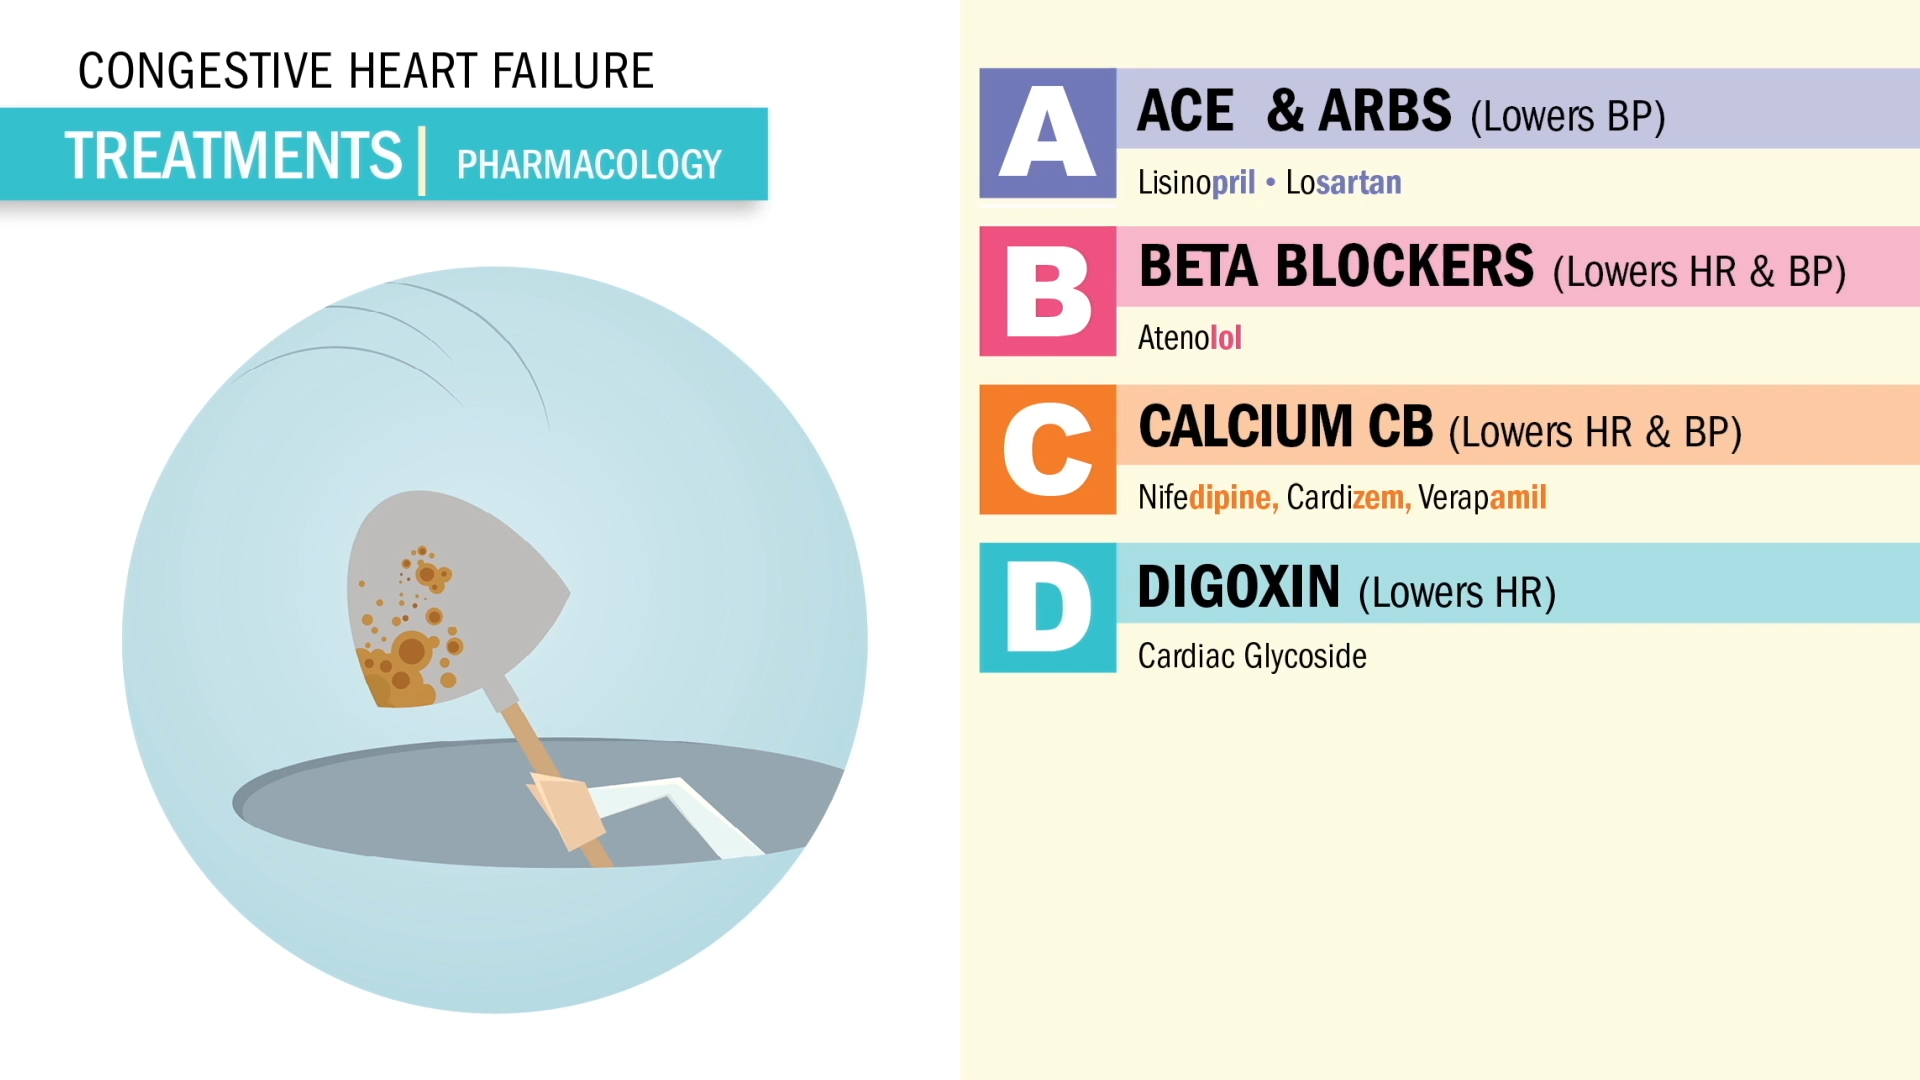 CONGESTIVE HEART FAILURE
TREATMENTS | PHARMACOLOGY
A
ACE & ARBS (Lowers BP)
Lisinopril • Losartan
B
BETA BLOCKERS (Lowers HR & BP)
Atenolol
C
CALCIUM CB (Lowers HR & BP)
Nifedipine, Cardizem, Verapamil
D
DIGOXIN (Lowers HR)
Cardiac Glycoside